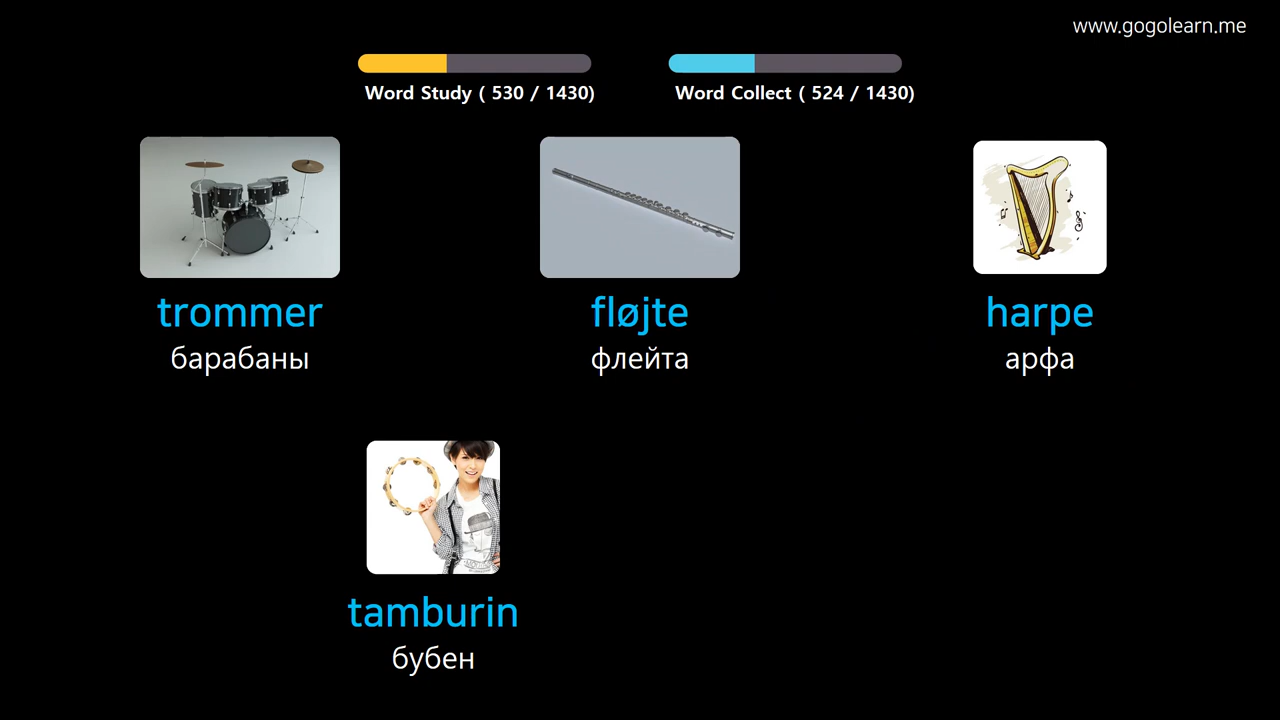 www.gogolearn.me
Word Study ( 530 / 1430)
Word Collect ( 524 / 1430)
trommer
барабаны
fløjte
флейта
harpe
арфа
tamburin
бубен